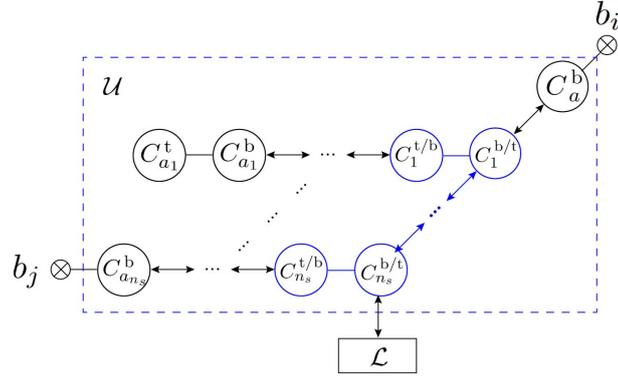 b_i
𝒰
C_a^b
C_{a_1}^t C_{a_1}^b ... C_1^{t/b} C_1^{b/t}
b_j C_{a_{n_s}}^b ... C_{n_s}^{t/b} C_{n_s}^{b/t}
ℒ